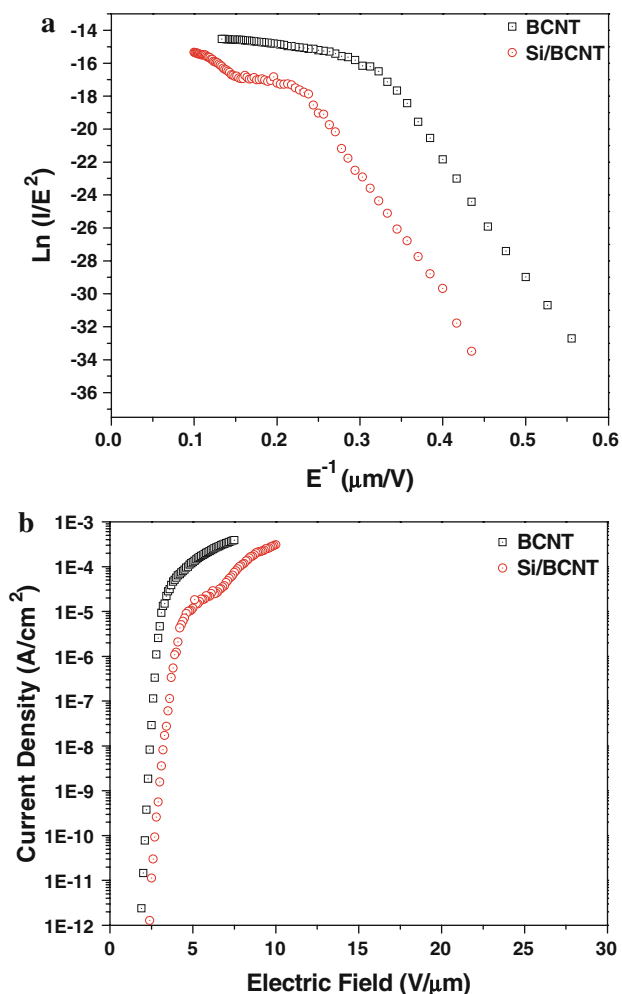 a
BCNT
Si/BCNT
-14
-16
-18
-20
-22
-24
-26
-28
-30
-32
-34
-36
Ln (I/E²)
0.0 0.1 0.2 0.3 0.4 0.5 0.6
E⁻¹ (μm/V)
b
BCNT
Si/BCNT
1E-3
1E-4
1E-5
1E-6
1E-7
1E-8
1E-9
1E-10
1E-11
1E-12
Current Density (A/cm²)
0 5 10 15 20 25 30
Electric Field (V/μm)